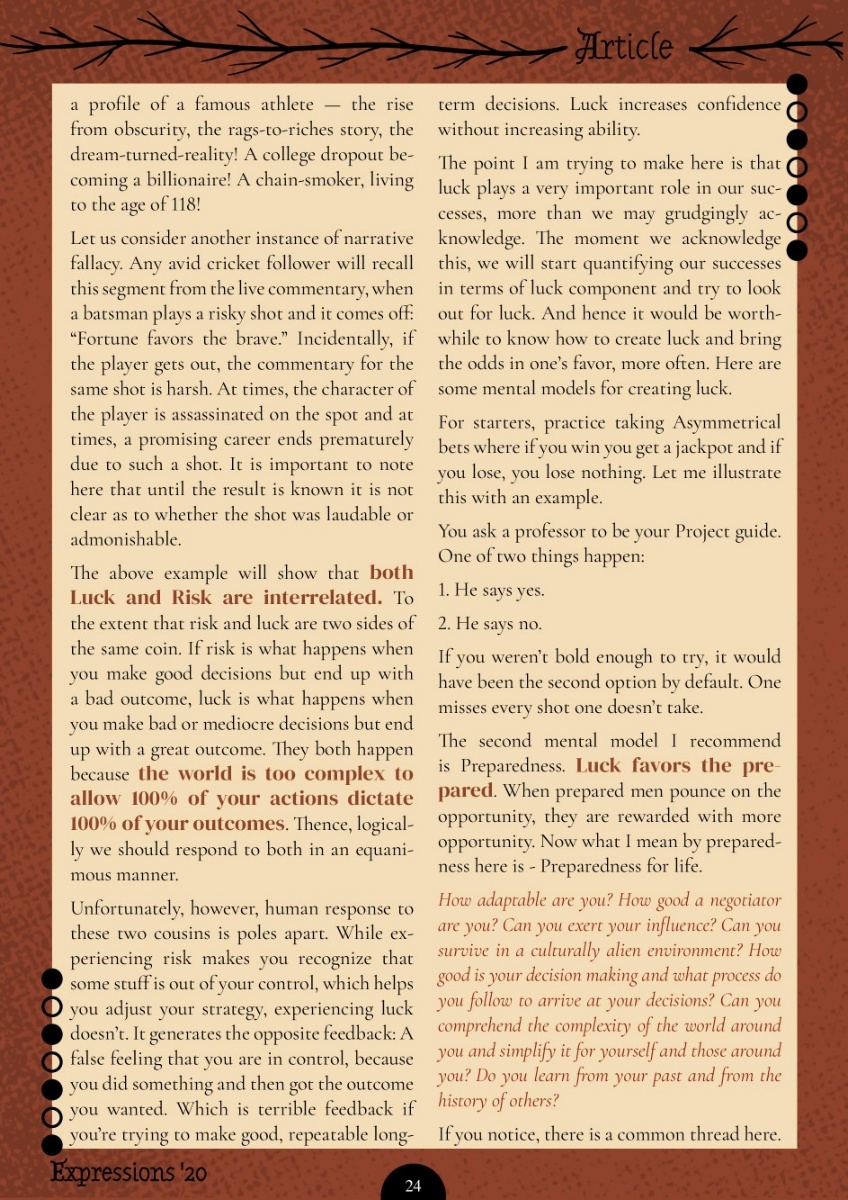 Article
a profile of a famous athlete — the rise
from obscurity, the rags-to-riches story, the
dream-turned-reality! A college dropout be-
coming a billionaire! A chain-smoker, living
to the age of 118!
Let us consider another instance of narrative
fallacy. Any avid cricket follower will recall
this segment from the live commentary, when
a batsman plays a risky shot and it comes off:
“Fortune favors the brave.” Incidentally, if
the player gets out, the commentary for the
same shot is harsh. At times, the character of
the player is assassinated on the spot and at
times, a promising career ends prematurely
due to such a shot. It is important to note
here that until the result is known it is not
clear as to whether the shot was laudable or
admonishable.
The above example will show that both
Luck and Risk are interrelated. To
the extent that risk and luck are two sides of
the same coin. If risk is what happens when
you make good decisions but end up with
a bad outcome, luck is what happens when
you make bad or mediocre decisions but end
up with a great outcome. They both happen
because the world is too complex to
allow 100% of your actions dictate
100% of your outcomes. Thence, logical-
ly we should respond to both in an equani-
mous manner.
Unfortunately, however, human response to
these two cousins is poles apart. While ex-
periencing risk makes you recognize that
some stuff is out of your control, which helps
you adjust your strategy, experiencing luck
doesn’t. It generates the opposite feedback: A
false feeling that you are in control, because
you did something and then got the outcome
you wanted. Which is terrible feedback if
you’re trying to make good, repeatable long-
term decisions. Luck increases confidence
without increasing ability.
The point I am trying to make here is that
luck plays a very important role in our suc-
cesses, more than we may grudgingly ac-
knowledge. The moment we acknowledge
this, we will start quantifying our successes
in terms of luck component and try to look
out for luck. And hence it would be worth-
while to know how to create luck and bring
the odds in one’s favor, more often. Here are
some mental models for creating luck.
For starters, practice taking Asymmetrical
bets where if you win you get a jackpot and if
you lose, you lose nothing. Let me illustrate
this with an example.
You ask a professor to be your Project guide.
One of two things happen:
1. He says yes.
2. He says no.
If you weren’t bold enough to try, it would
have been the second option by default. One
misses every shot one doesn’t take.
The second mental model I recommend
is Preparedness. Luck favors the pre-
pared. When prepared men pounce on the
opportunity, they are rewarded with more
opportunity. Now what I mean by prepared-
ness here is - Preparedness for life.
How adaptable are you? How good a negotiator
are you? Can you exert your influence? Can you
survive in a culturally alien environment? How
good is your decision making and what process do
you follow to arrive at your decisions? Can you
comprehend the complexity of the world around
you and simplify it for yourself and those around
you? Do you learn from your past and from the
history of others?
If you notice, there is a common thread here.
Expressions '20
24